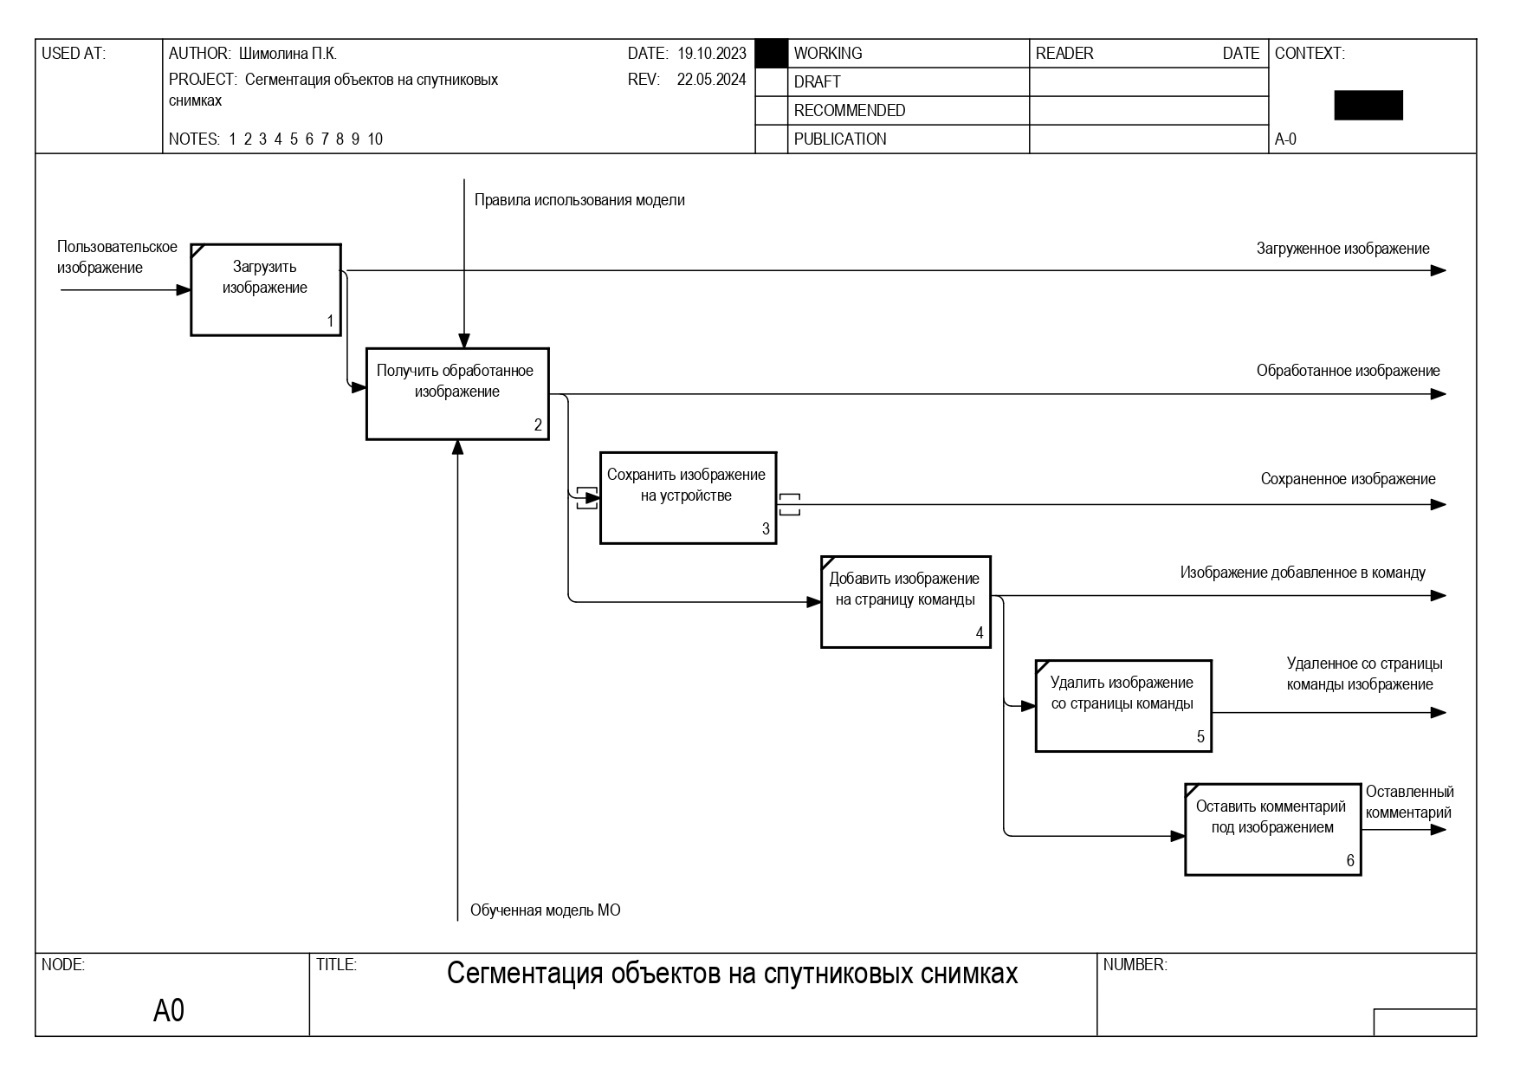 USED AT:
AUTHOR: Шимолина П.К.
DATE: 19.10.2023
WORKING
READER
DATE
CONTEXT:
PROJECT: Сегментация объектов на спутниковых
снимках
REV: 22.05.2024
DRAFT
RECOMMENDED
NOTES: 1 2 3 4 5 6 7 8 9 10
PUBLICATION
A-0
Правила использования модели
Пользовательское
изображение
Загрузить
изображение
1
Загруженное изображение
Получить обработанное
изображение
2
Обработанное изображение
Сохранить изображение
на устройстве
3
Сохраненное изображение
Добавить изображение
на страницу команды
4
Изображение добавленное в команду
Удалить изображение
со страницы команды
5
Удаленное со страницы
команды изображение
Оставить комментарий
под изображением
6
Оставленный
комментарий
Обученная модель МО
NODE:
A0
TITLE:
Сегментация объектов на спутниковых снимках
NUMBER: